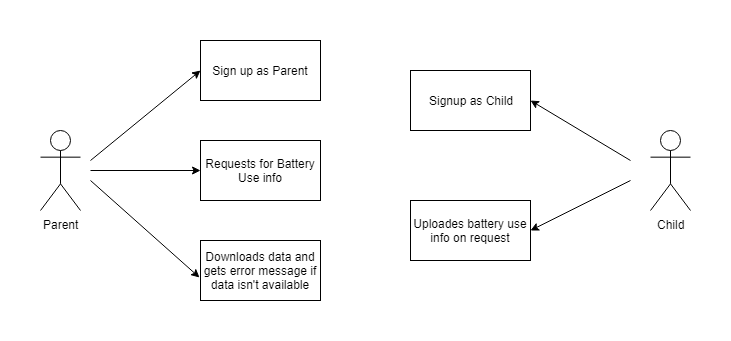 Sign up as Parent
Requests for Battery
Use info
Downloads data and
gets error message if
data isn't available
Parent
Signup as Child
Uploades battery use
info on request
Child